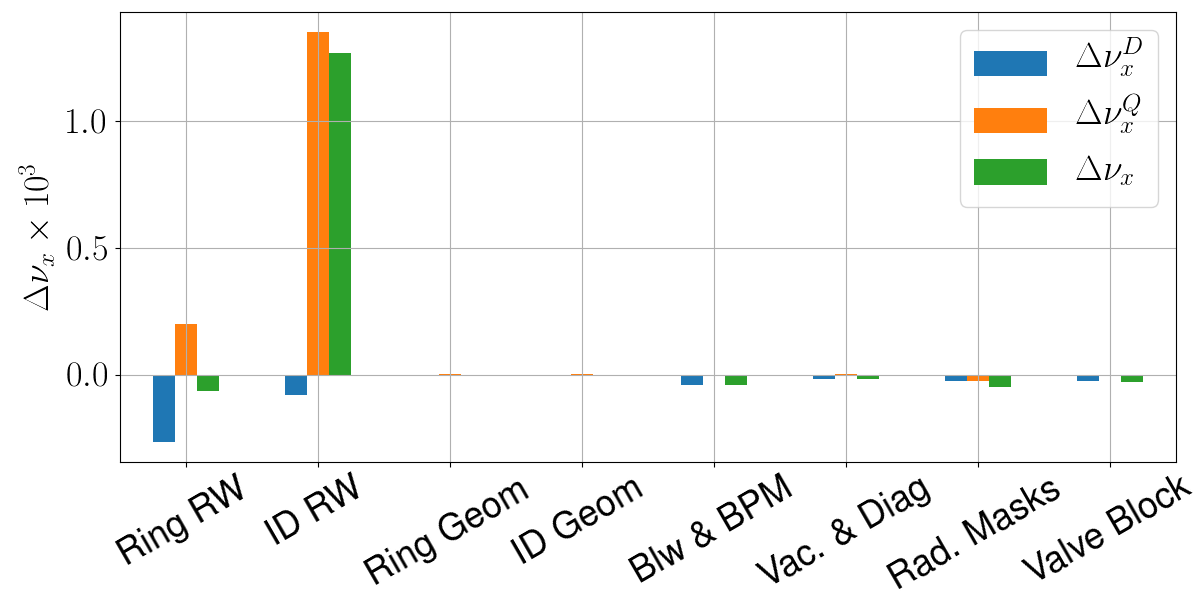 Δν_x × 10^3
1.0
0.5
0.0
Δν_x^D
Δν_x^Q
Δν_x
Ring RW
ID RW
Ring Geom
ID Geom
Blw & BPM
Vac. & Diag
Rad. Masks
Valve Block